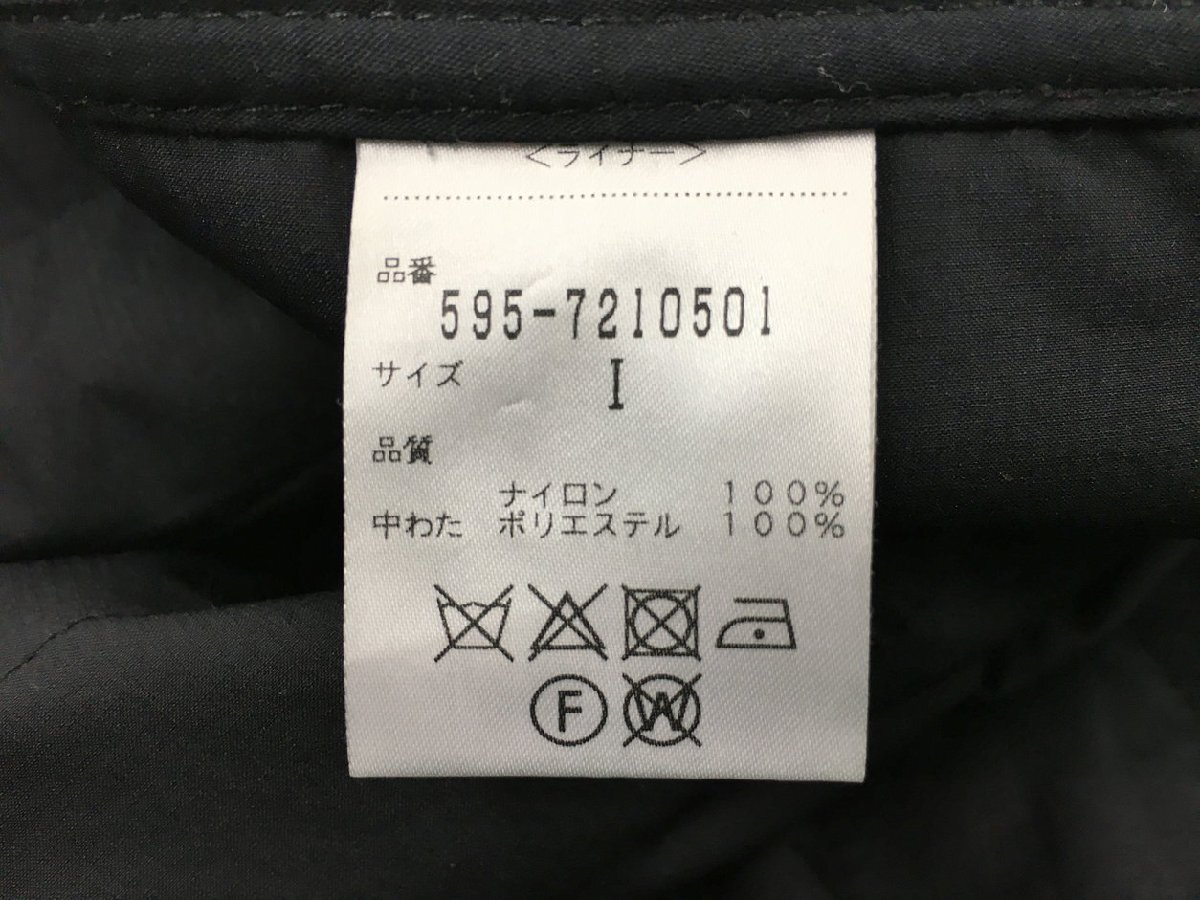 <ライナー>
品番
595-7210501
サイズ I
品質
ナイロン 100%
中わた ポリエステル 100%
F W